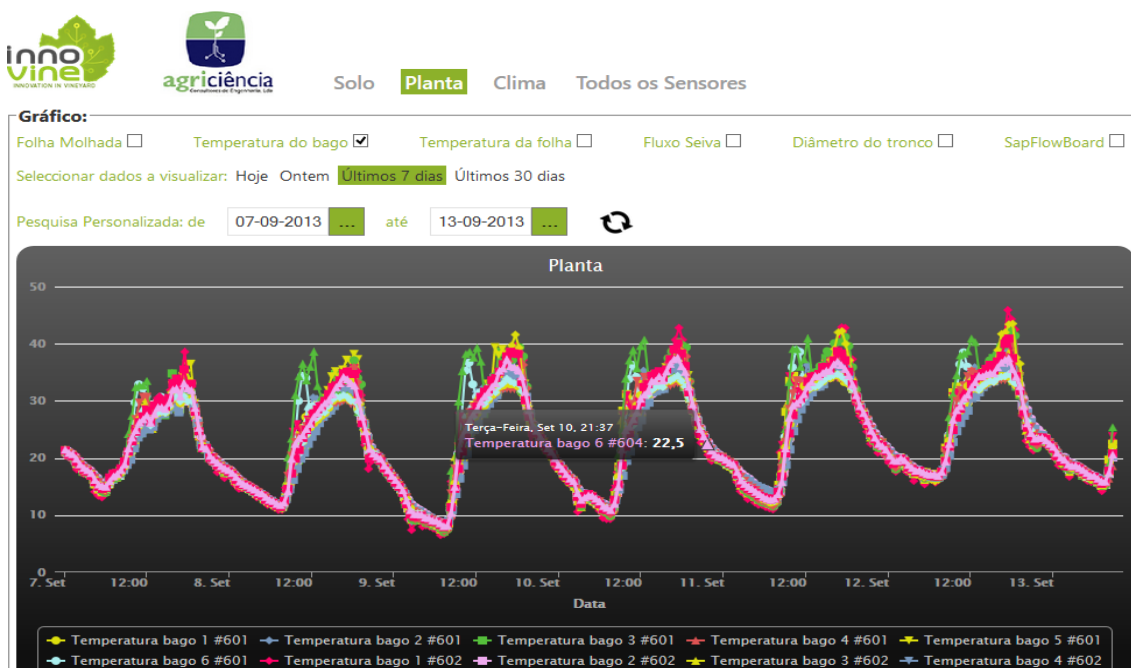 inno
vine
INNOVATION IN VINEYARD
agriciência
Consultores de Engenharia, Lda
Solo Planta Clima Todos os Sensores
Gráfico:
Folha Molhada Temperatura do bago Temperatura da folha Fluxo Seiva Diâmetro do tronco SapFlowBoard
Seleccionar dados a visualizar: Hoje Ontem Últimos 7 dias Últimos 30 dias
Pesquisa Personalizada: de 07-09-2013 ... até 13-09-2013 ...
Planta
50
40
30
20
10
0
Terça-Feira, Set 10, 21:37
Temperatura bago 6 #604: 22,5
7. Set 12:00 8. Set 12:00 9. Set 12:00 10. Set 12:00 11. Set 12:00 12. Set 12:00 13. Set
Data
Temperatura bago 1 #601 Temperatura bago 2 #601 Temperatura bago 3 #601 Temperatura bago 4 #601 Temperatura bago 5 #601
Temperatura bago 6 #601 Temperatura bago 1 #602 Temperatura bago 2 #602 Temperatura bago 3 #602 Temperatura bago 4 #602